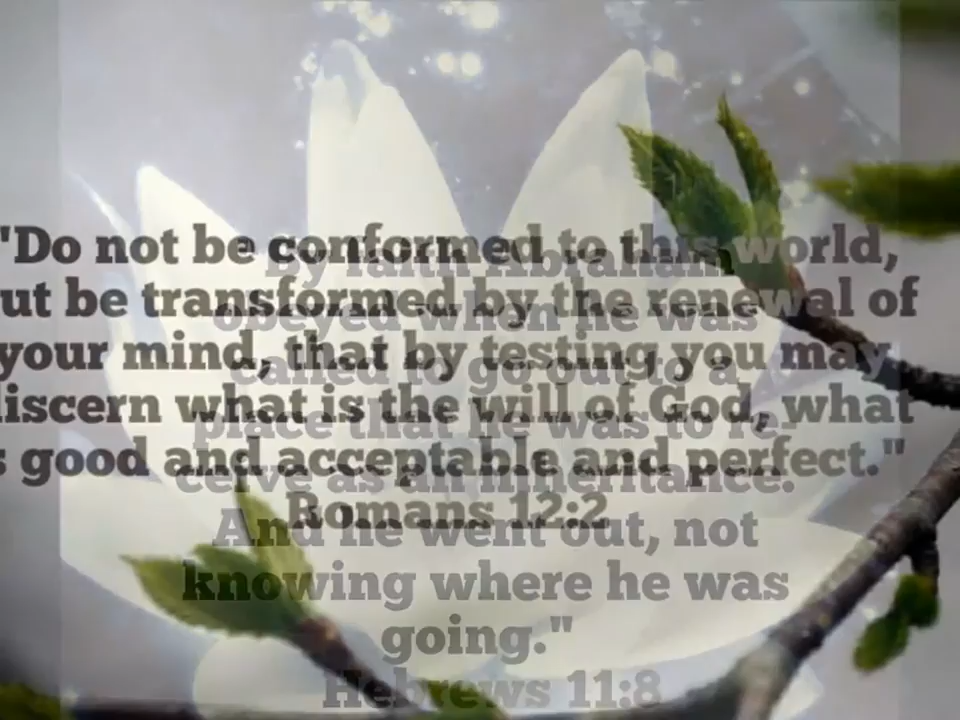 "Do not be conformed to this world,
ut be transformed by the renewal of
your mind, that by testing you may
iscern what is the will of God, what
s good and acceptable and perfect."
Romans 12:2
By faith Abraham
obeyed when he was
called to go out to a
place that he was to re-
ceive as an inheritance.
And he went out, not
knowing where he was
going."
Hebrews 11:8